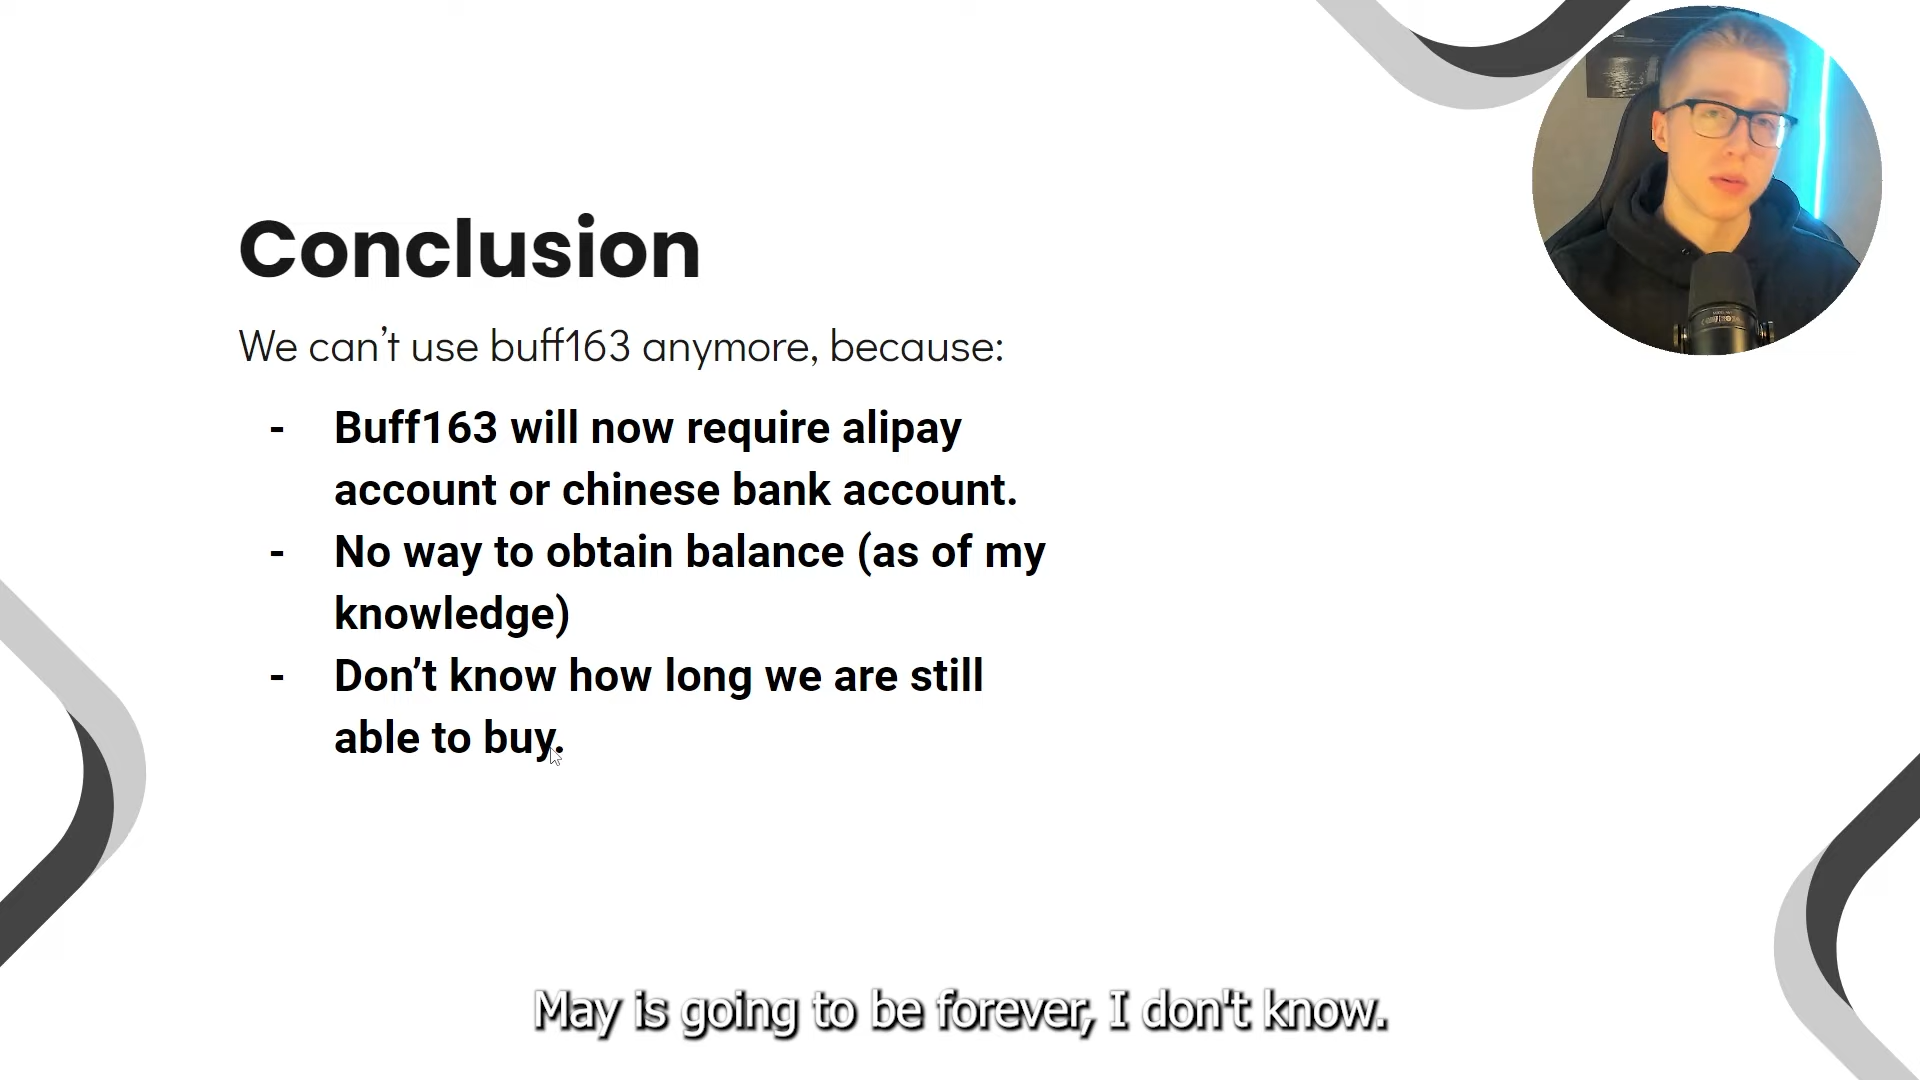 Conclusion
We can’t use buff163 anymore, because:
- Buff163 will now require alipay
account or chinese bank account.
- No way to obtain balance (as of my
knowledge)
- Don’t know how long we are still
able to buy.
May is going to be forever, I don't know.